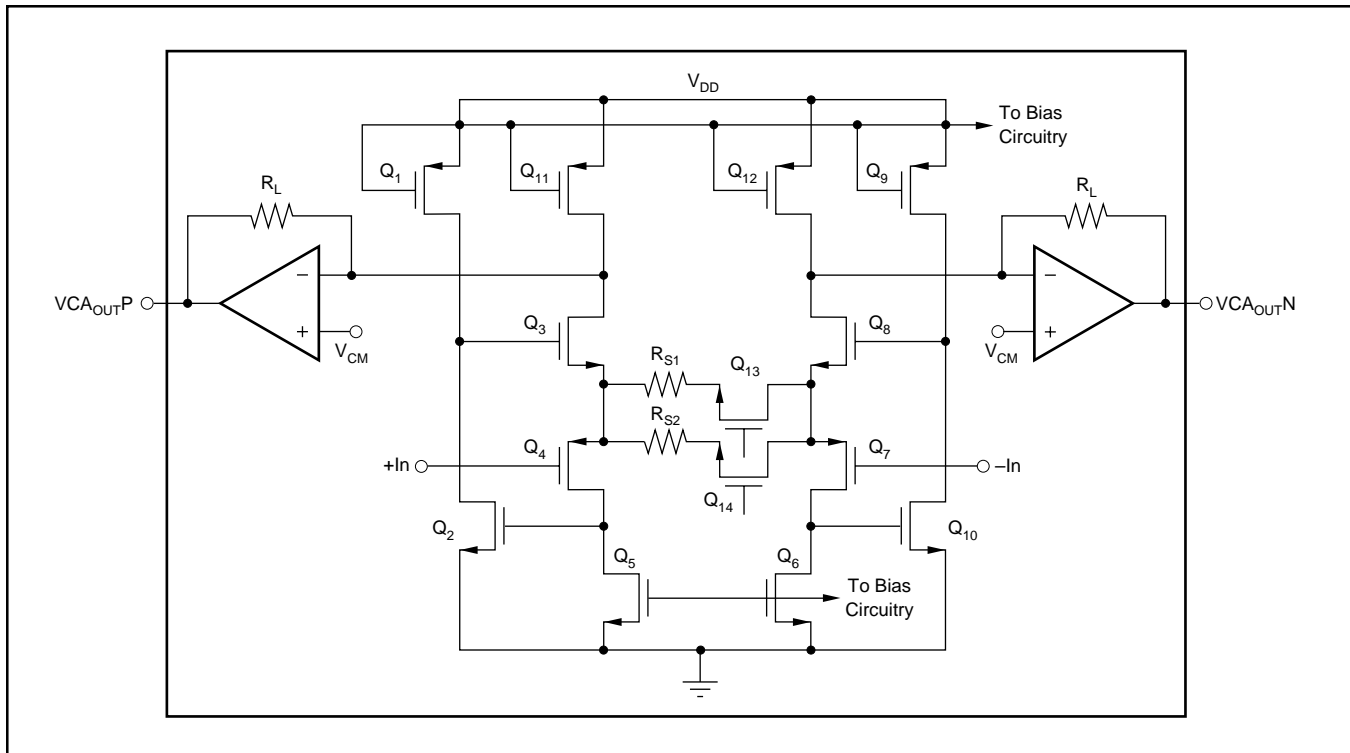 V_DD
To Bias
Circuitry
Q_1
Q_11
Q_12
Q_9
R_L
R_L
−
−
VCA_OUTP
VCA_OUTN
+
+
V_CM
V_CM
Q_3
Q_8
R_S1
Q_13
R_S2
Q_4
Q_7
+In
–In
Q_14
Q_2
Q_10
Q_5
Q_6
To Bias
Circuitry